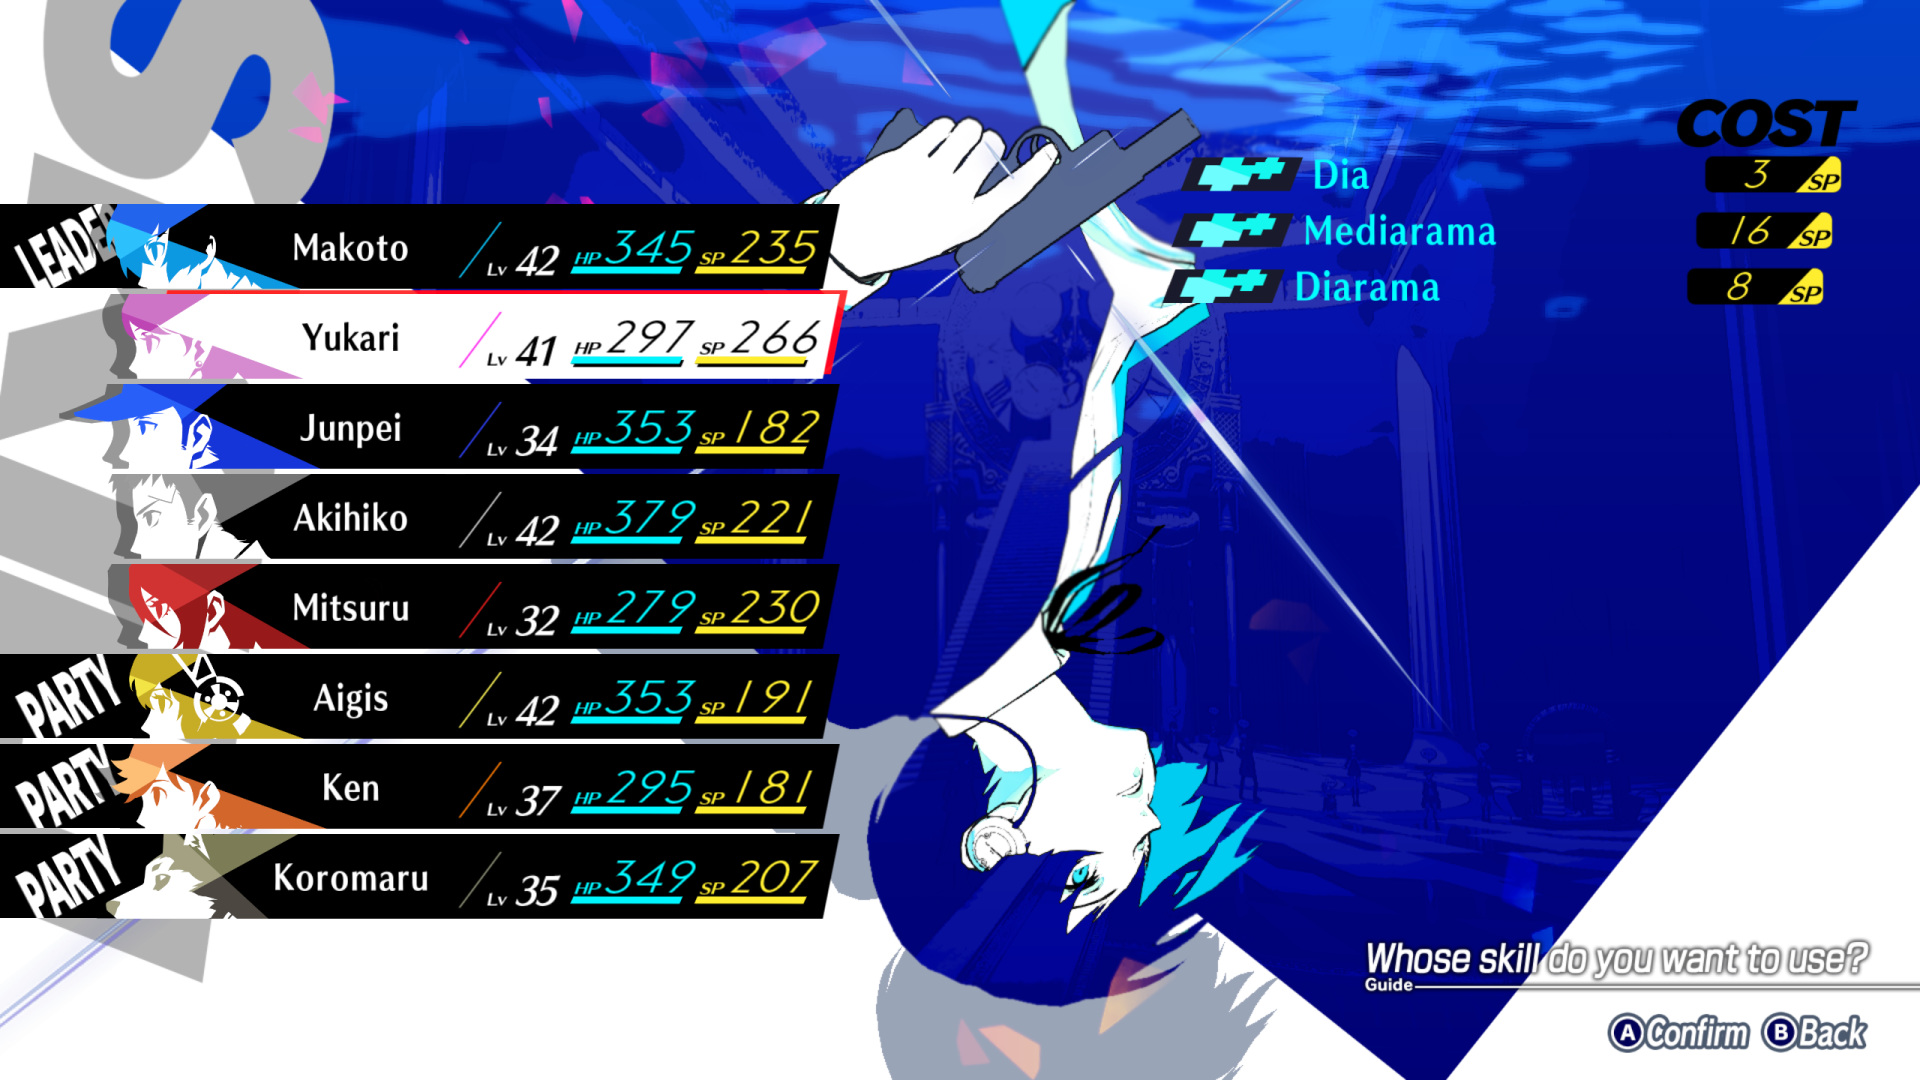 COST
Dia 3 SP
Mediarama 16 SP
Diarama 8 SP
LEADER Makoto Lv 42 HP 345 SP 235
Yukari Lv 41 HP 297 SP 266
Junpei Lv 34 HP 353 SP 182
Akihiko Lv 42 HP 379 SP 221
Mitsuru Lv 32 HP 279 SP 230
PARTY Aigis Lv 42 HP 353 SP 191
PARTY Ken Lv 37 HP 295 SP 181
PARTY Koromaru Lv 35 HP 349 SP 207
Whose skill do you want to use?
Guide
A Confirm B Back